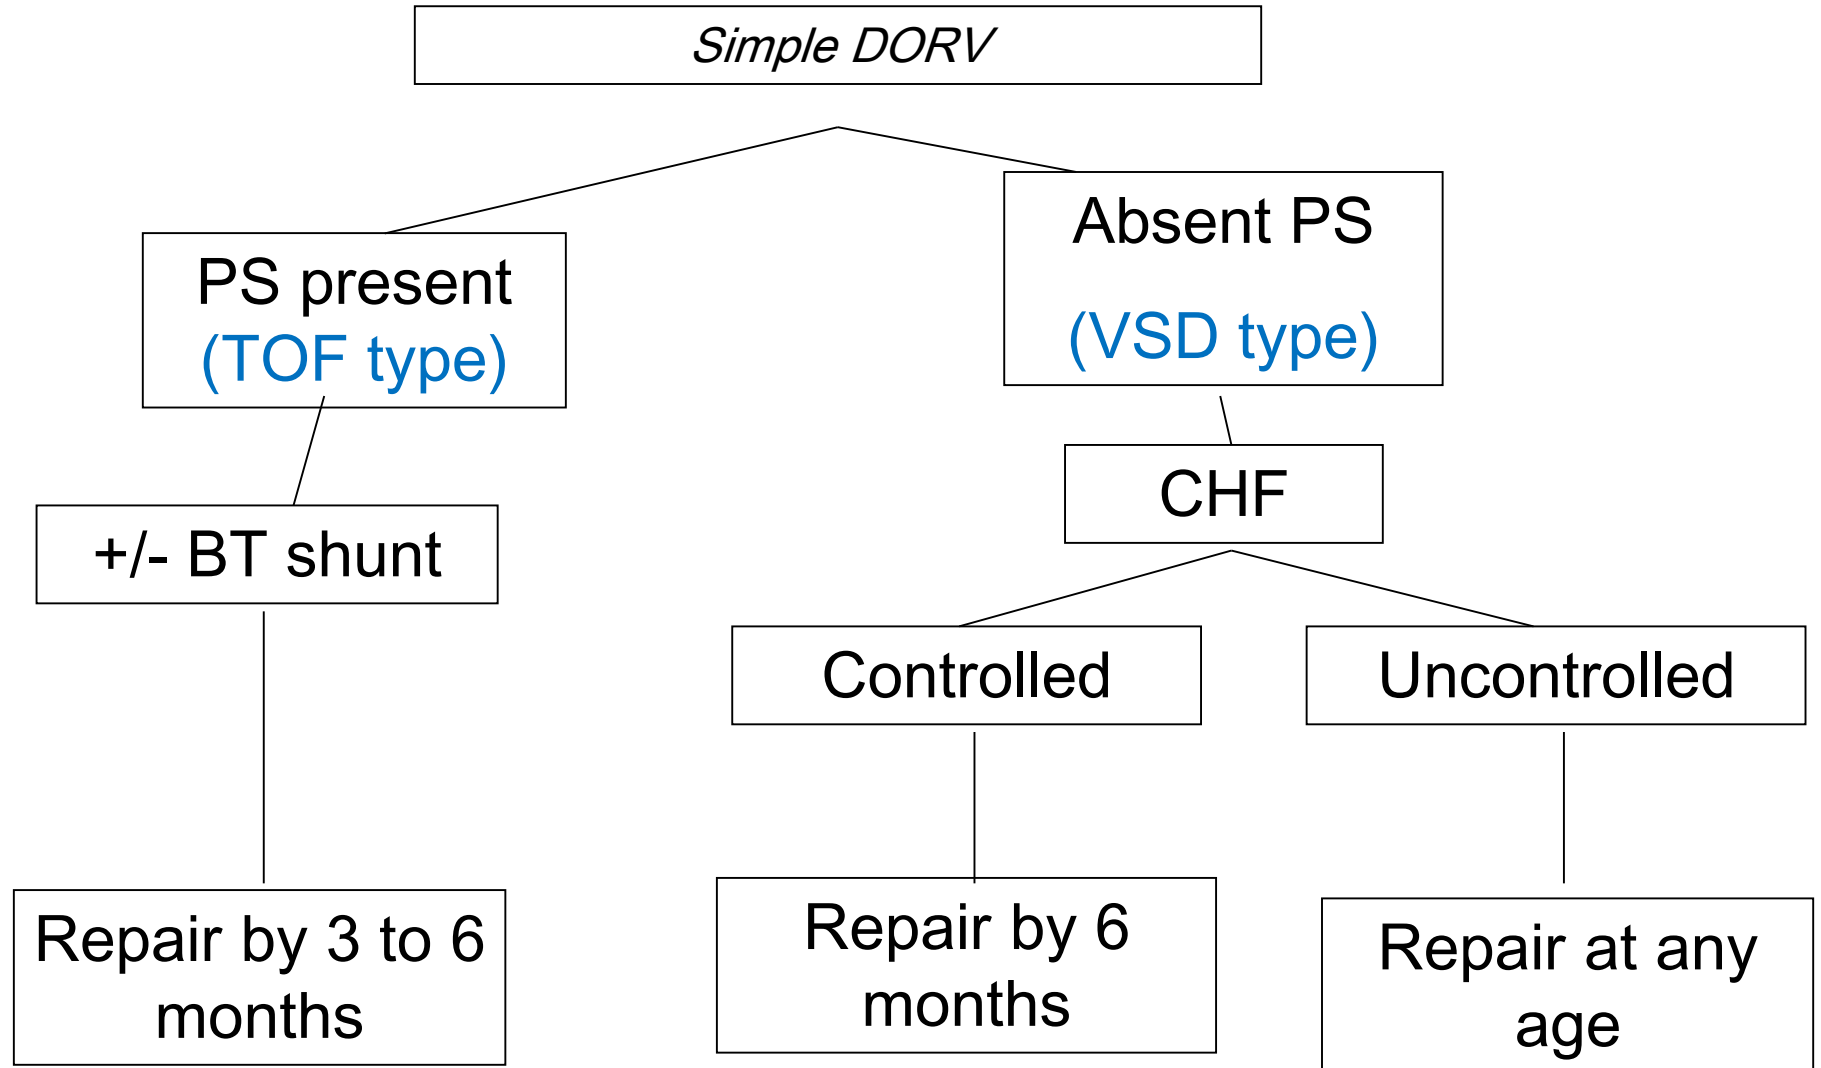 Simple DORV
PS present
(TOF type)
Absent PS
(VSD type)
+/- BT shunt
CHF
Controlled
Uncontrolled
Repair by 3 to 6
months
Repair by 6
months
Repair at any
age